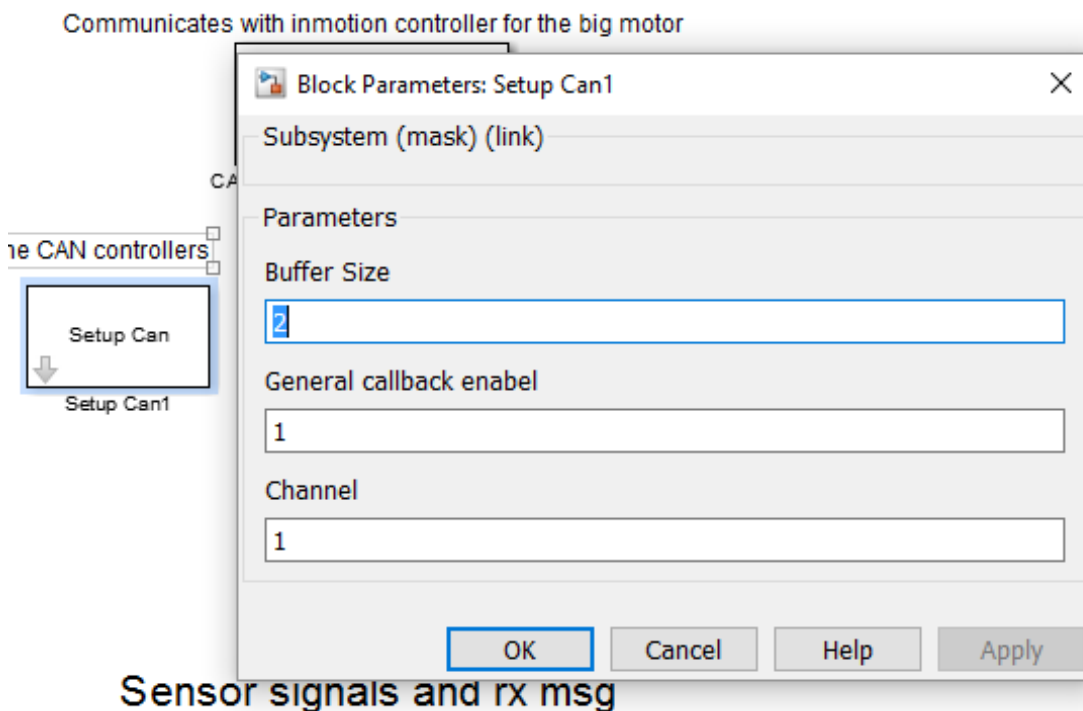 Communicates with inmotion controller for the big motor
Block Parameters: Setup Can1
Subsystem (mask) (link)
CA
Parameters
ne CAN controllers
Buffer Size
2
Setup Can
General callback enabel
Setup Can1
1
Channel
1
OK Cancel Help Apply
Sensor signals and rx msg